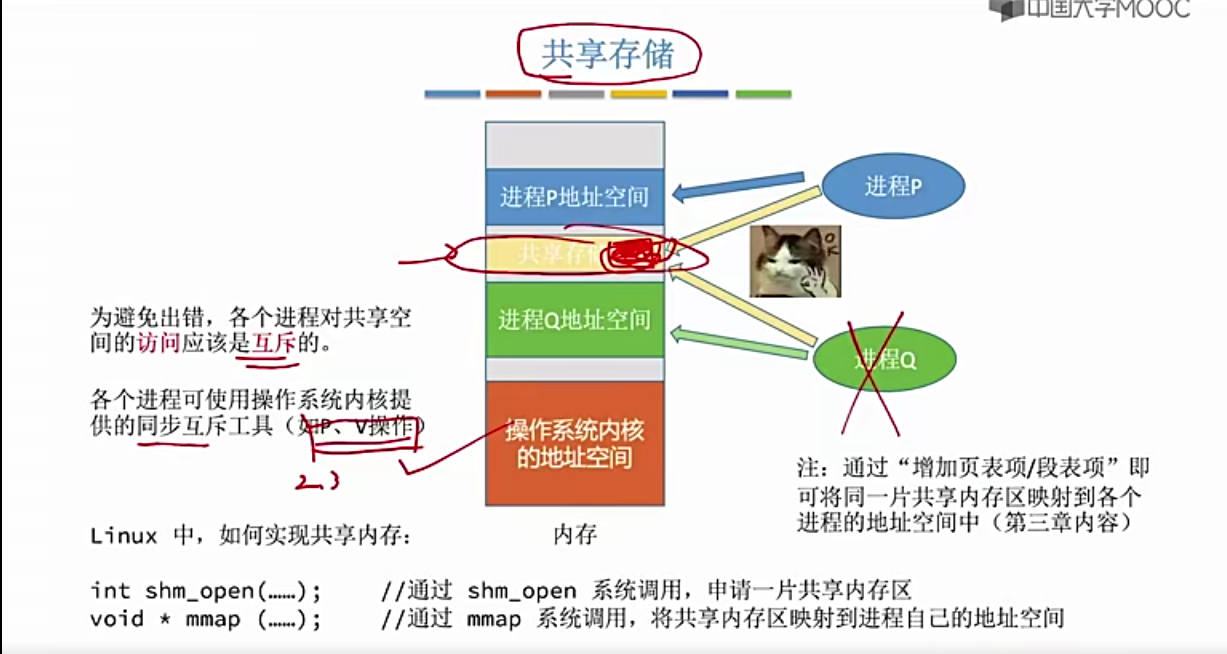 中国大学MOOC
共享存储
进程P地址空间
进程P
共享存储
OK
进程Q地址空间
进程Q
为避免出错，各个进程对共享空
间的访问应该是互斥的。
各个进程可使用操作系统内核提
供的同步互斥工具（如P、V操作）
2.3
操作系统内核
的地址空间
注：通过“增加页表项/段表项”即
可将同一片共享内存区映射到各个
进程的地址空间中（第三章内容）
Linux 中，如何实现共享内存：
内存
int shm_open(……);    //通过 shm_open 系统调用，申请一片共享内存区
void * mmap (……);    //通过 mmap 系统调用，将共享内存区映射到进程自己的地址空间